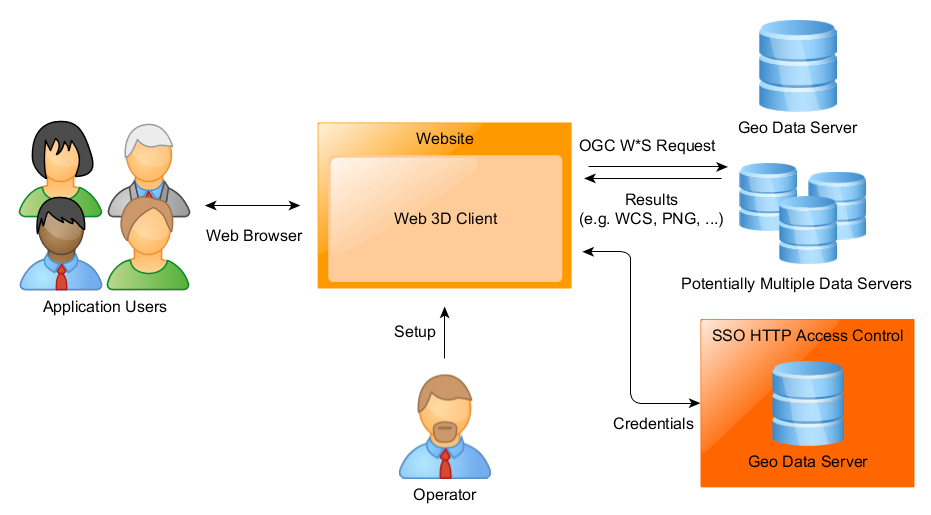 Geo Data Server
Website
OGC W*S Request
Web 3D Client
Results
(e.g. WCS, PNG, ...)
Web Browser
Potentially Multiple Data Servers
Application Users
Setup
SSO HTTP Access Control
Credentials
Geo Data Server
Operator